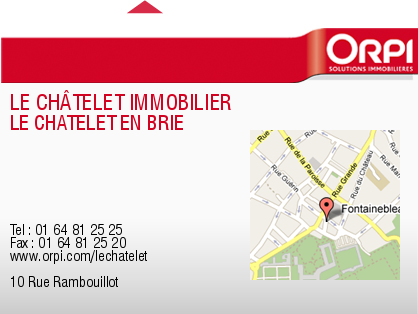 ORPI
SOLUTIONS IMMOBILIÈRES
LE CHÂTELET IMMOBILIER
LE CHATELET EN BRIE
Rue de la Paroisse
Rue Grande
Rue du Château
Rue Guérin
Fontaineblea
Tel : 01 64 81 25 25
Fax : 01 64 81 25 20
www.orpi.com/lechatelet
10 Rue Rambouillot